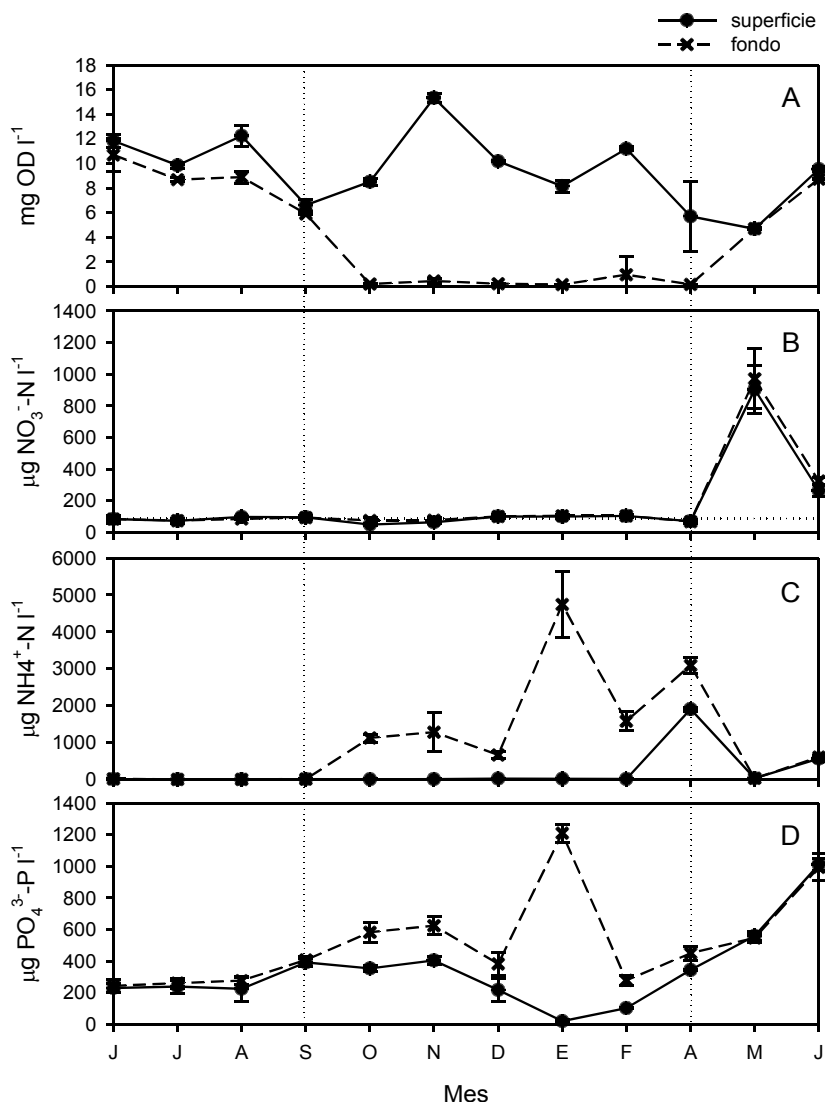 superficie
fondo
A
mg OD l⁻¹
18
16
14
12
10
8
6
4
2
0
B
µg NO₃⁻-N l⁻¹
1400
1200
1000
800
600
400
200
0
C
µg NH4⁺-N l⁻¹
6000
5000
4000
3000
2000
1000
0
D
µg PO₄³⁻-P l⁻¹
1400
1200
1000
800
600
400
200
0
J J A S O N D E F A M J
Mes